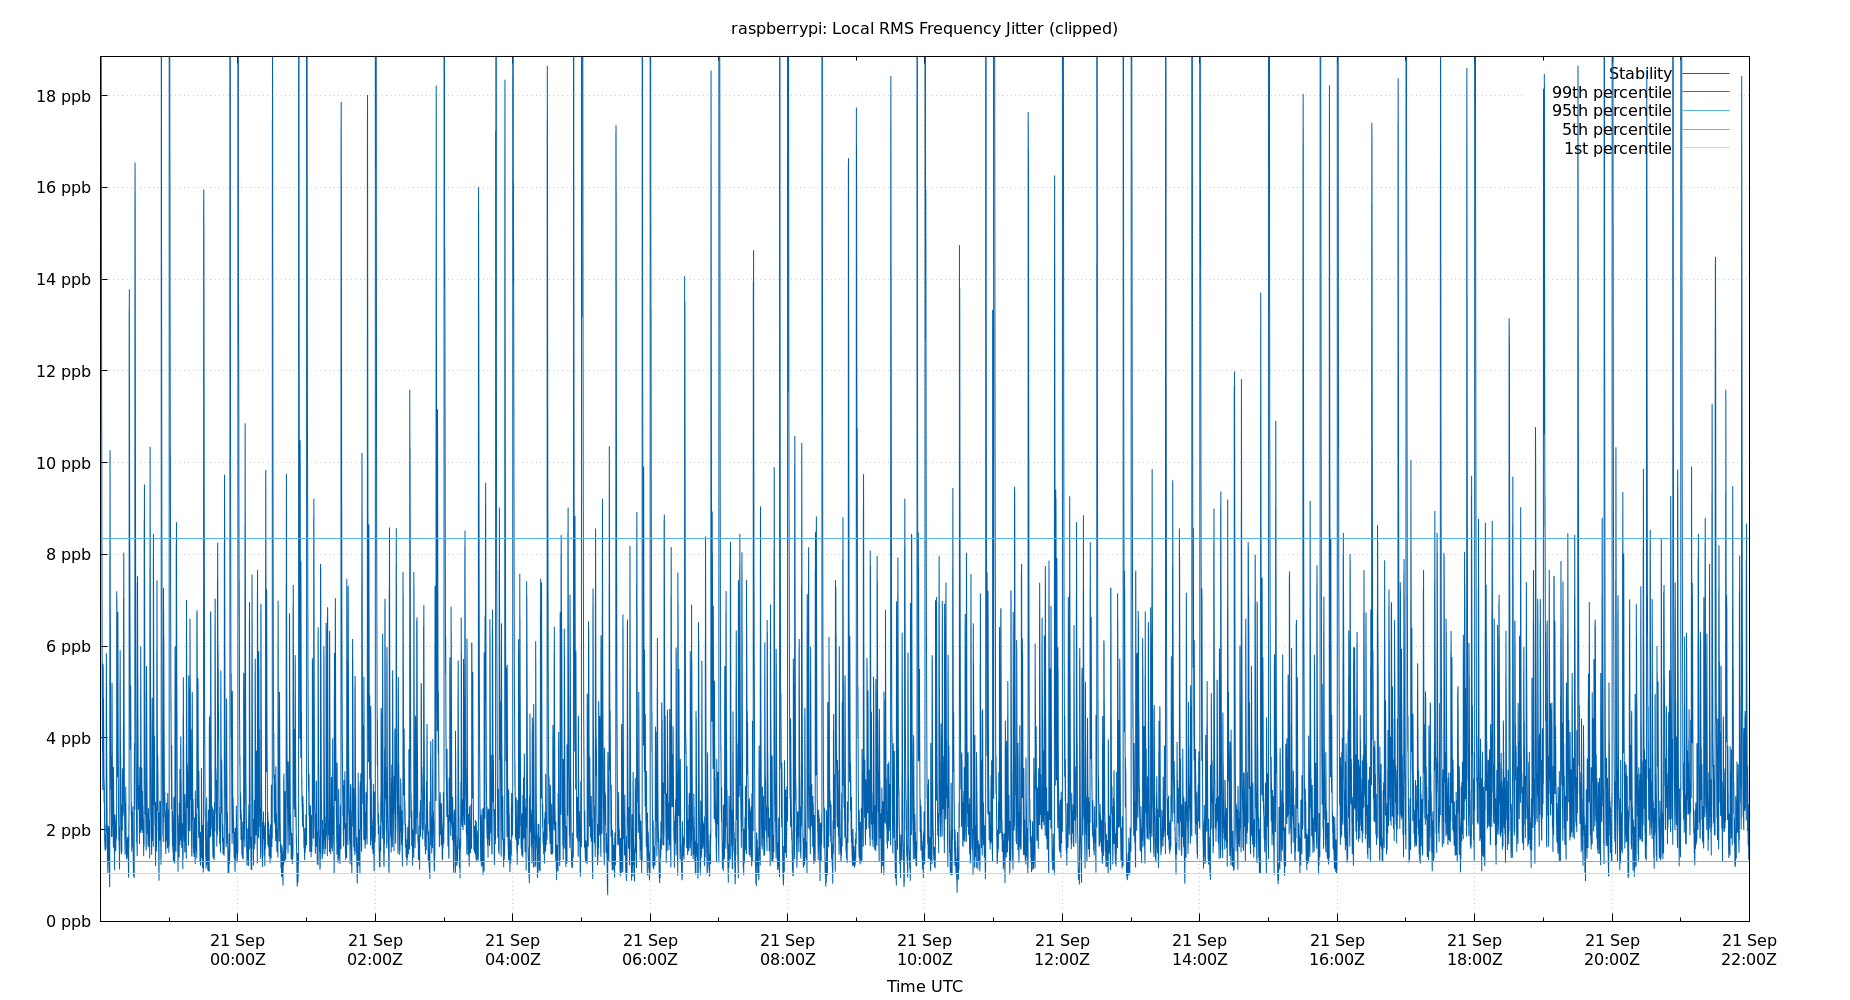 raspberrypi: Local RMS Frequency Jitter (clipped)
Stability
99th percentile
95th percentile
5th percentile
1st percentile
18 ppb
16 ppb
14 ppb
12 ppb
10 ppb
8 ppb
6 ppb
4 ppb
2 ppb
0 ppb
21 Sep 21 Sep 21 Sep 21 Sep 21 Sep 21 Sep 21 Sep 21 Sep 21 Sep 21 Sep 21 Sep 21 Sep
00:00Z 02:00Z 04:00Z 06:00Z 08:00Z 10:00Z 12:00Z 14:00Z 16:00Z 18:00Z 20:00Z 22:00Z
Time UTC